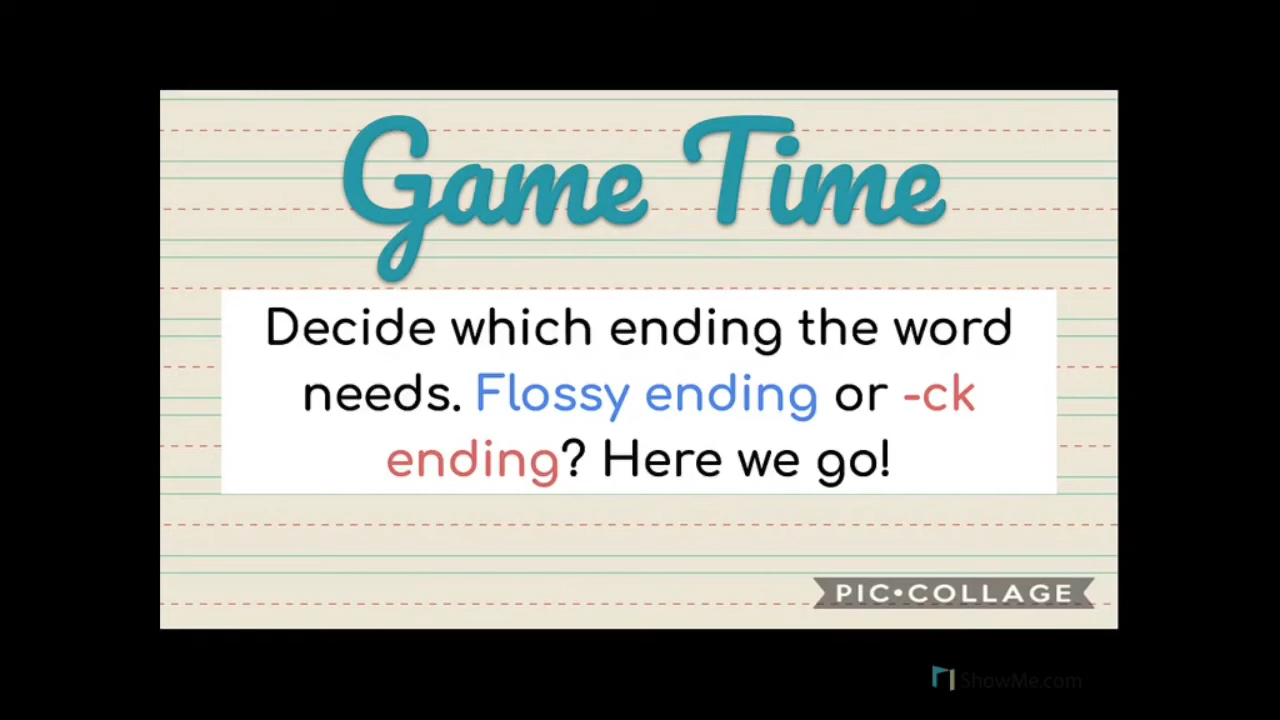 Game Time
Decide which ending the word
needs. Flossy ending or -ck
ending? Here we go!
PIC•COLLAGE
ShowMe.com